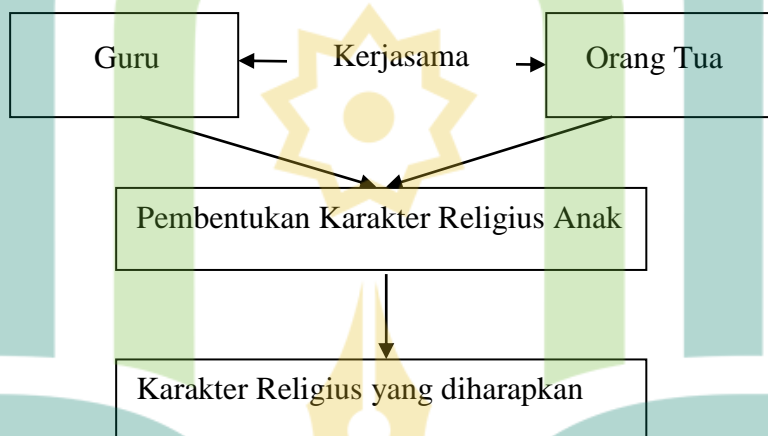 Guru
Kerjasama
Orang Tua
Pembentukan Karakter Religius Anak
Karakter Religius yang diharapkan